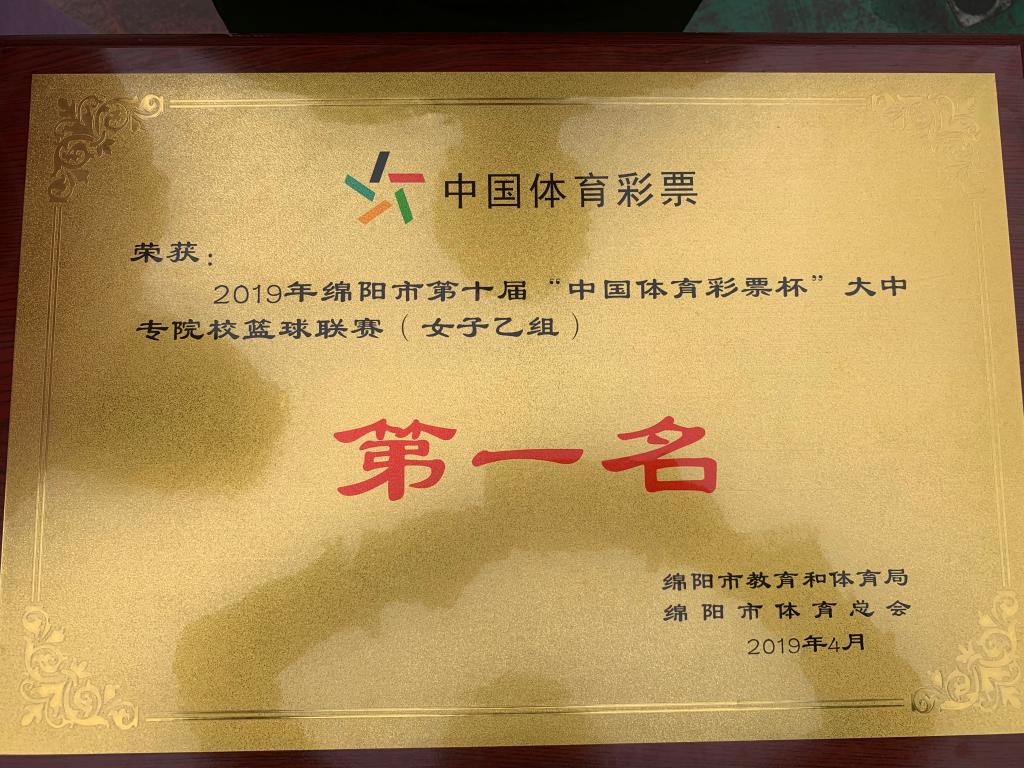 中国体育彩票
荣获：
2019年绵阳市第十届“中国体育彩票杯”大中
专院校篮球联赛（女子乙组）
第一名
绵阳市教育和体育局
绵阳市体育总会
2019年4月